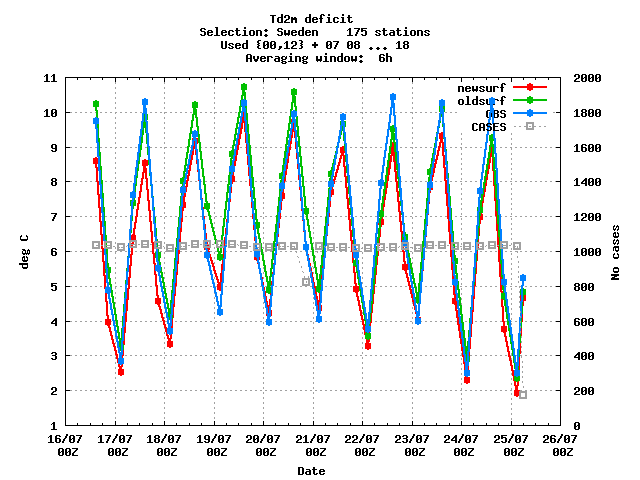 Td2m deficit
Selection: Sweden    175 stations
Used {00,12} + 07 08 ... 18
Averaging window:  6h
newsurf
oldsurf
OBS
CASES
deg C
11
10
9
8
7
6
5
4
3
2
1
2000
1800
1600
1400
1200
1000
800
600
400
200
0
No cases
16/07 17/07 18/07 19/07 20/07 21/07 22/07 23/07 24/07 25/07 26/07
00Z 00Z 00Z 00Z 00Z 00Z 00Z 00Z 00Z 00Z 00Z
Date